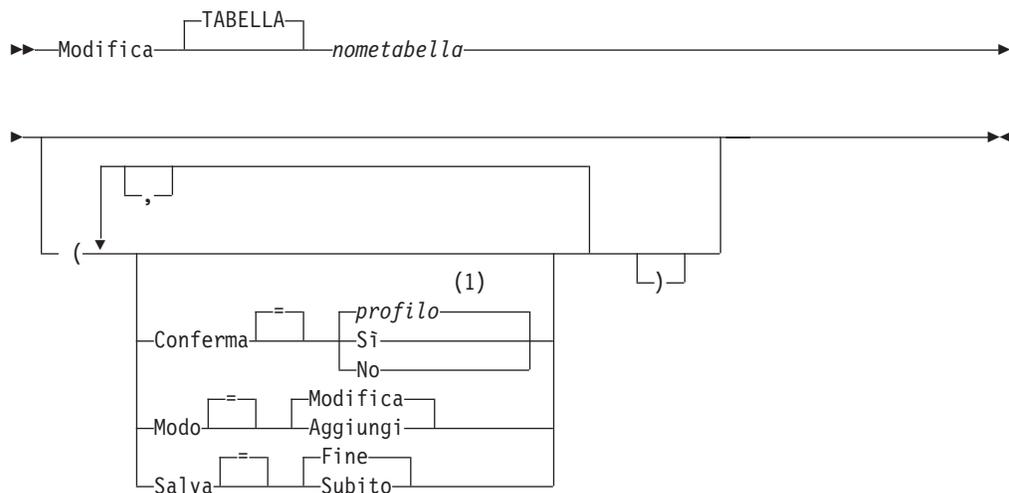 TABELLA
Modifica nometabella
,
(
)
(1)
= profilo
Conferma Sì
No
= Modifica
Modo Aggiungi
= Fine
Salva Subito